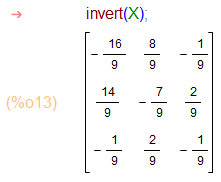 → invert(X);
(%o13)
-16/9 8/9 -1/9
14/9 -7/9 2/9
-1/9 2/9 -1/9